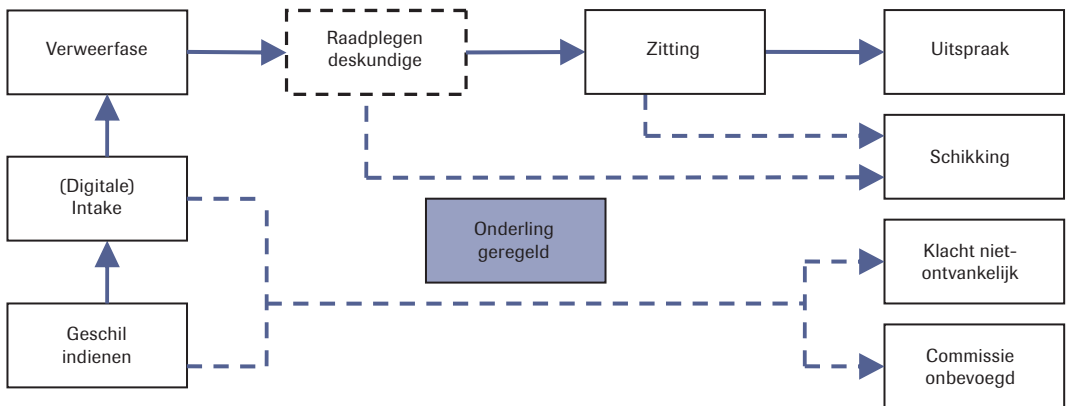 Verweerfase
Raadplegen
deskundige
Zitting
Uitspraak
(Digitale)
Intake
Schikking
Onderling
geregeld
Klacht niet-
ontvankelijk
Geschil
indienen
Commissie
onbevoegd